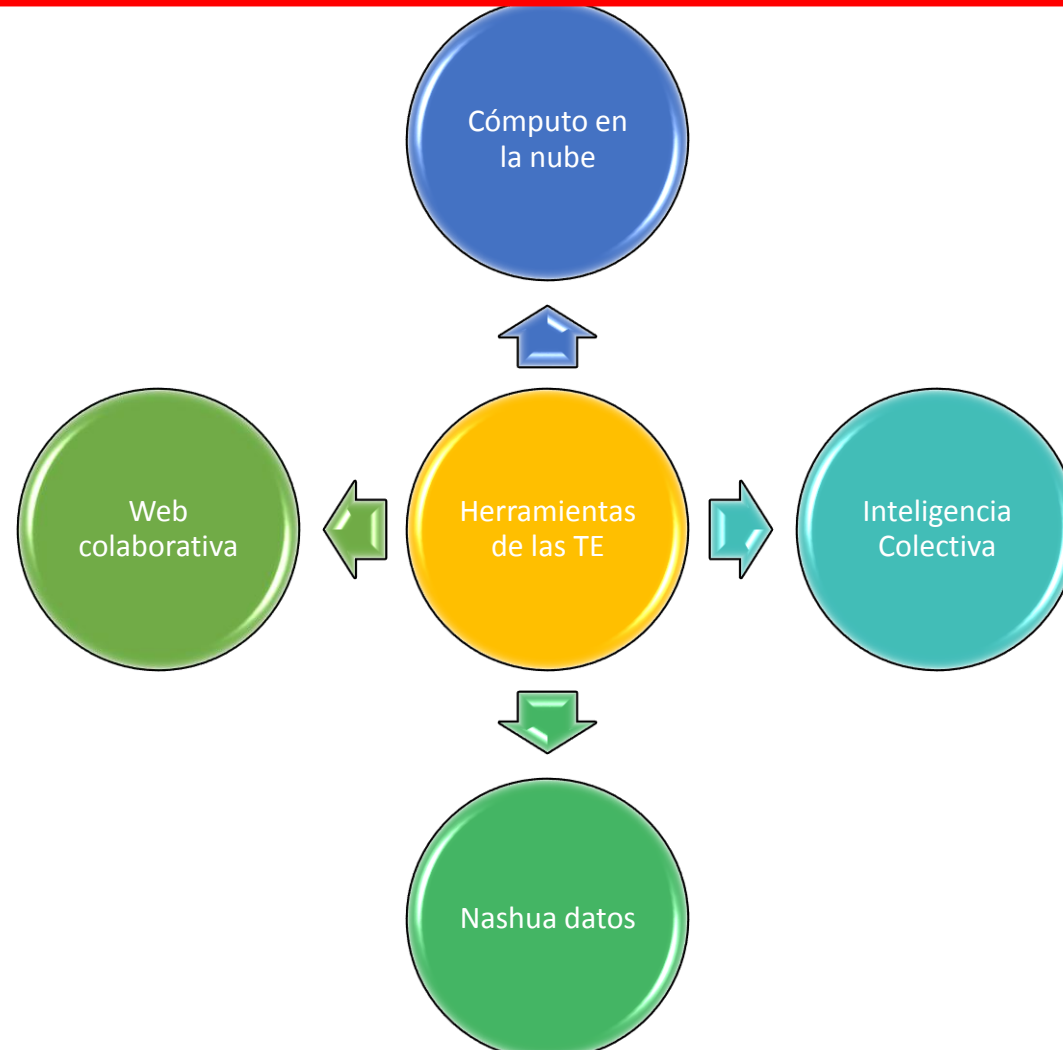 Cómputo en
la nube
Web
colaborativa
Herramientas
de las TE
Inteligencia
Colectiva
Nashua datos